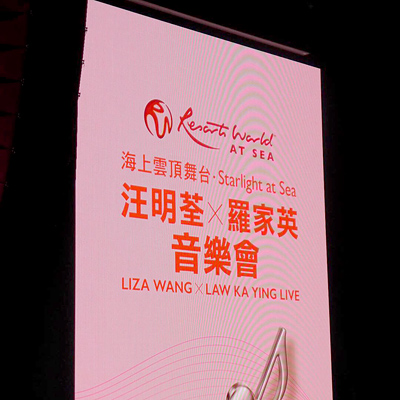 RW Resorts World
AT SEA
海上雲頂舞台·Starlight at Sea
汪明荃×羅家英
音樂會
LIZA WANG×LAW KA YING LIVE